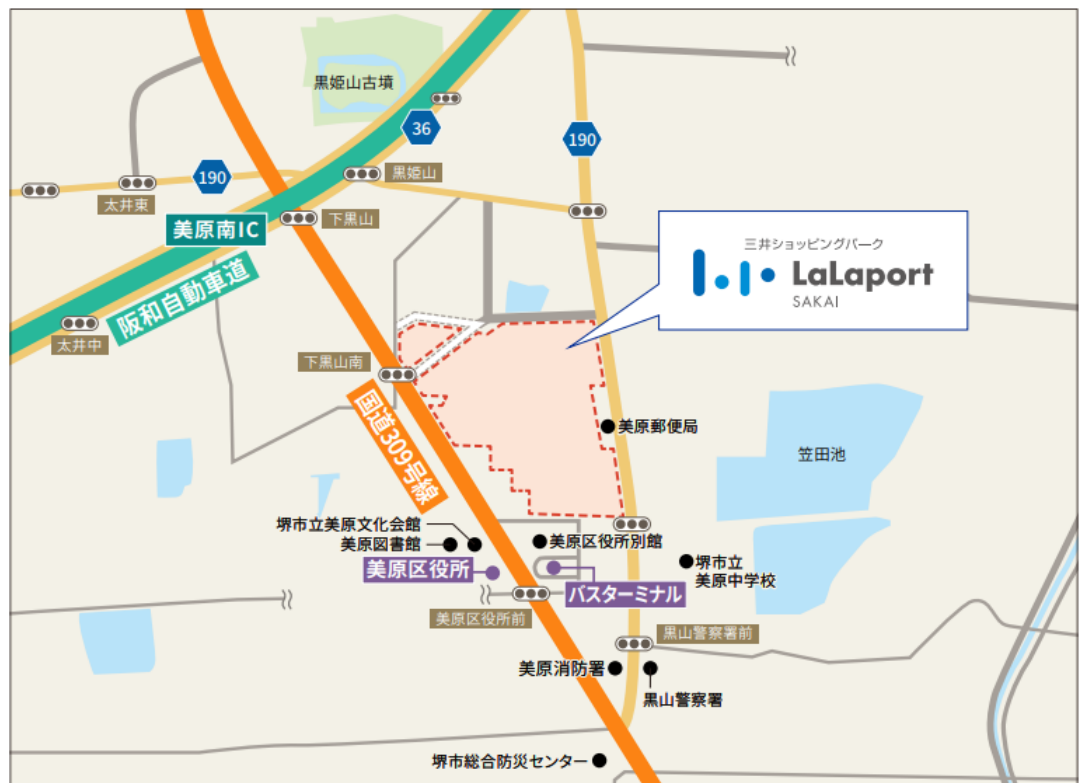 黒姫山古墳
36
190
190
黒姫山
太井東
下黒山
美原南IC
阪和自動車道
太井中
三井ショッピングパーク
LaLaport
SAKAI
下黒山南
国道309号線
美原郵便局
笠田池
堺市立美原文化会館
美原図書館
美原区役所別館
美原区役所
堺市立
美原中学校
バスターミナル
美原区役所前
黒山警察署前
美原消防署
黒山警察署
堺市総合防災センター